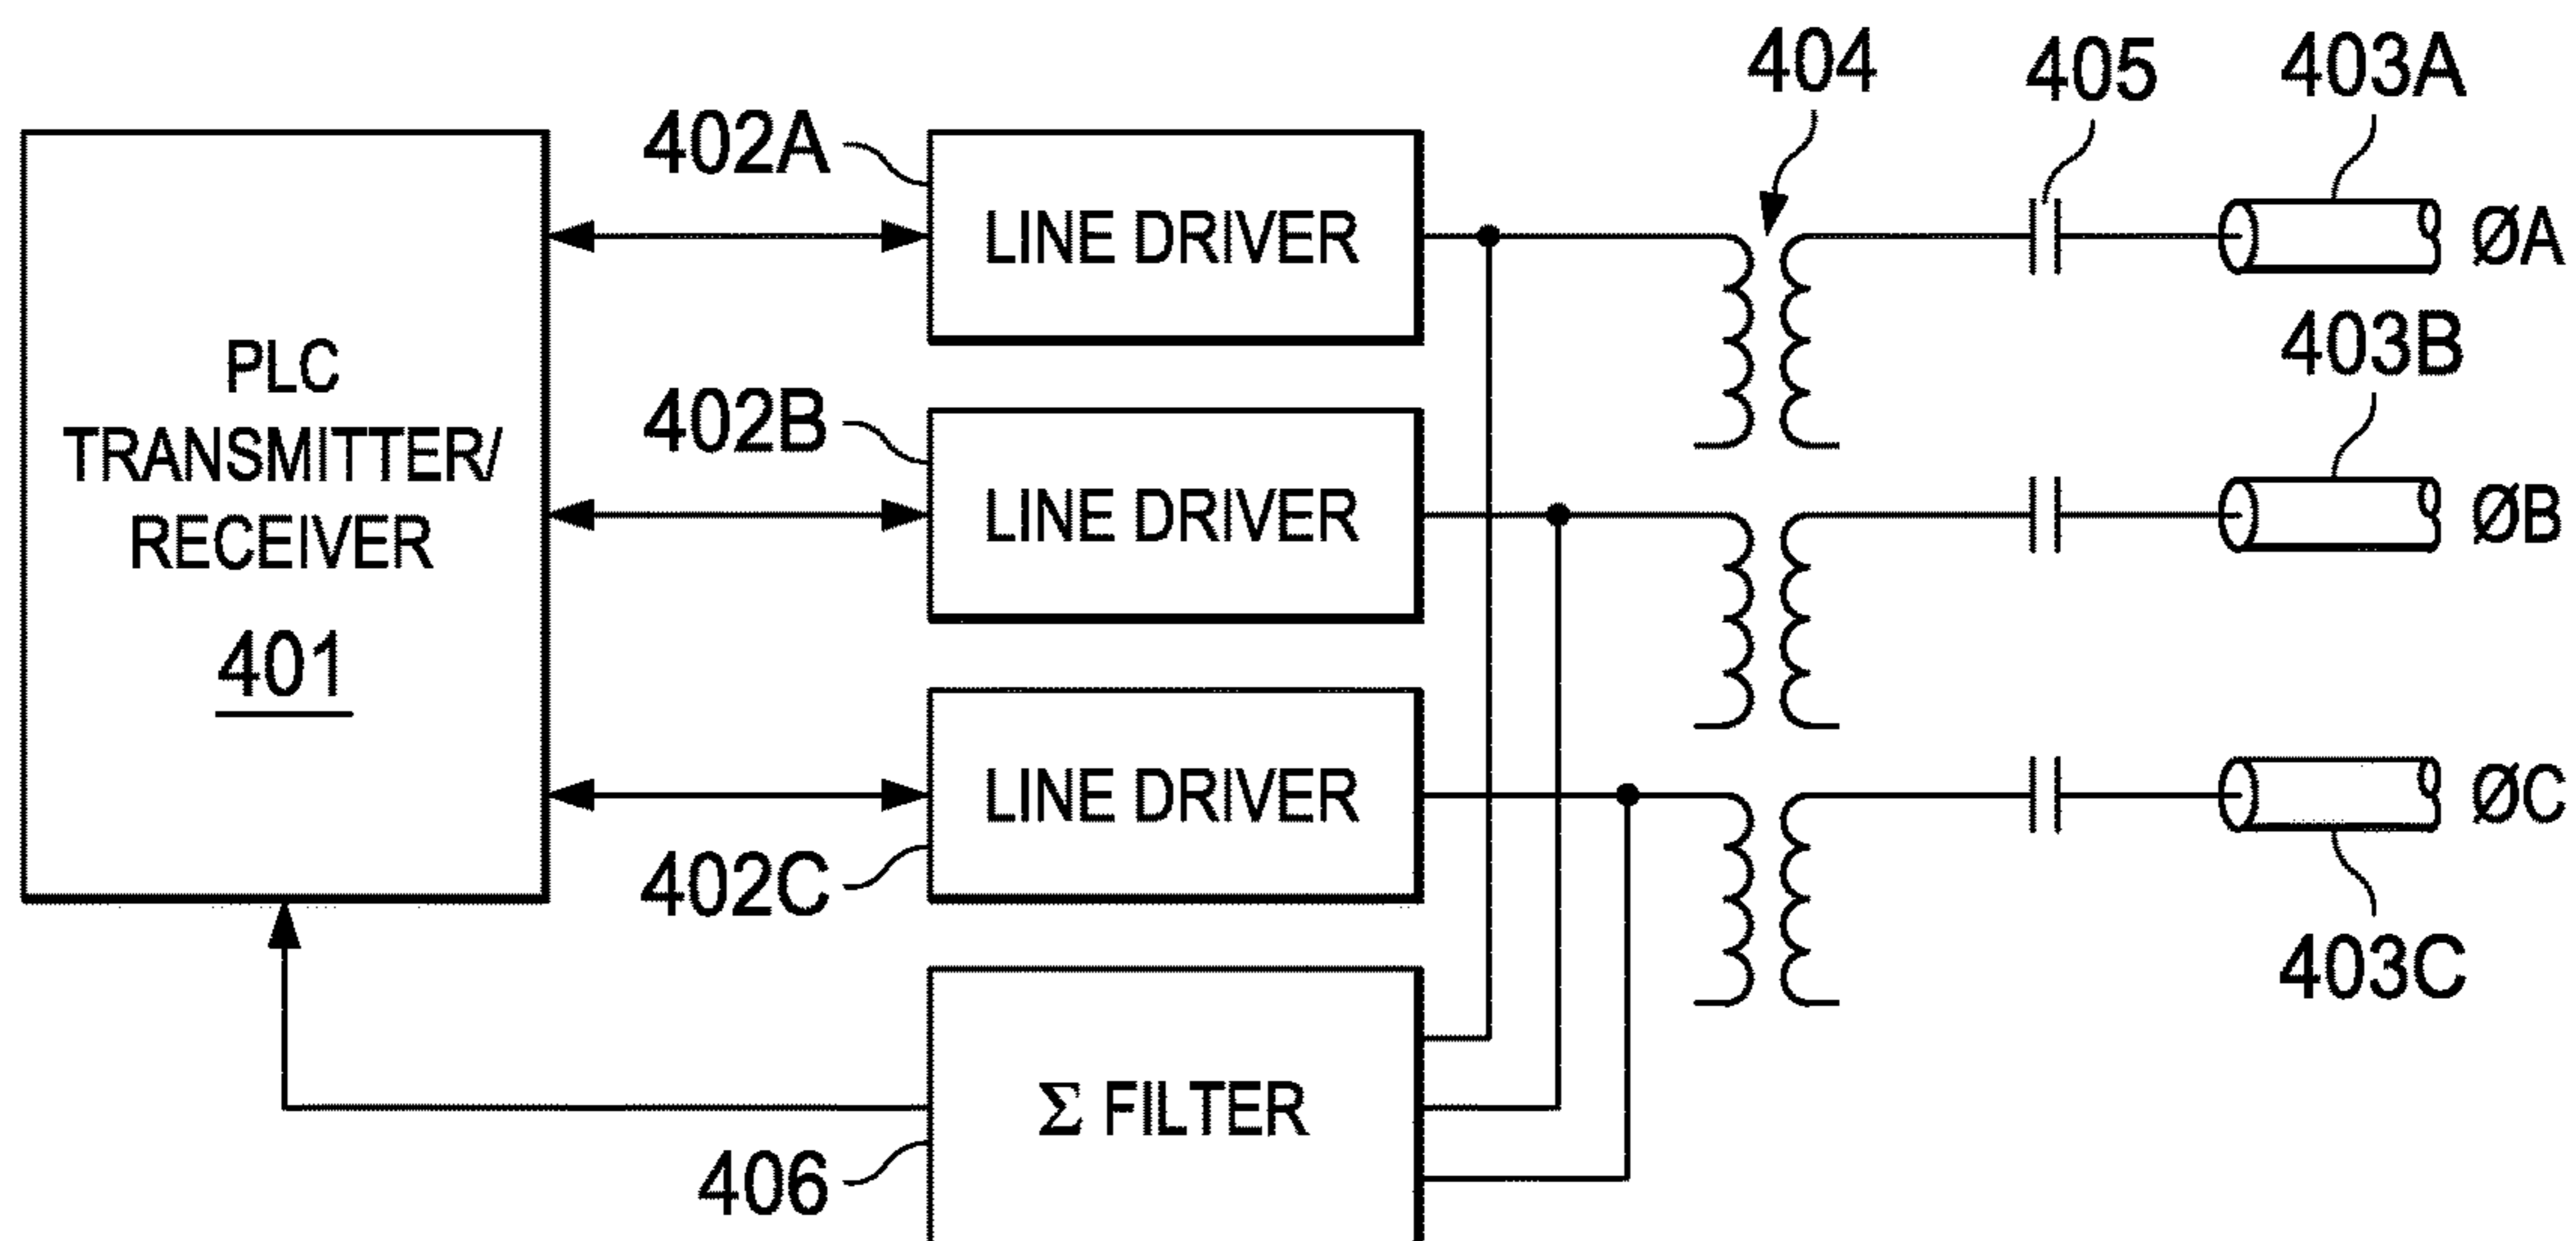 404
405
403A
402A
LINE DRIVER
ØA
403B
402B
LINE DRIVER
ØB
PLC
TRANSMITTER/
RECEIVER
401
LINE DRIVER
ØC
402C
403C
Σ FILTER
406